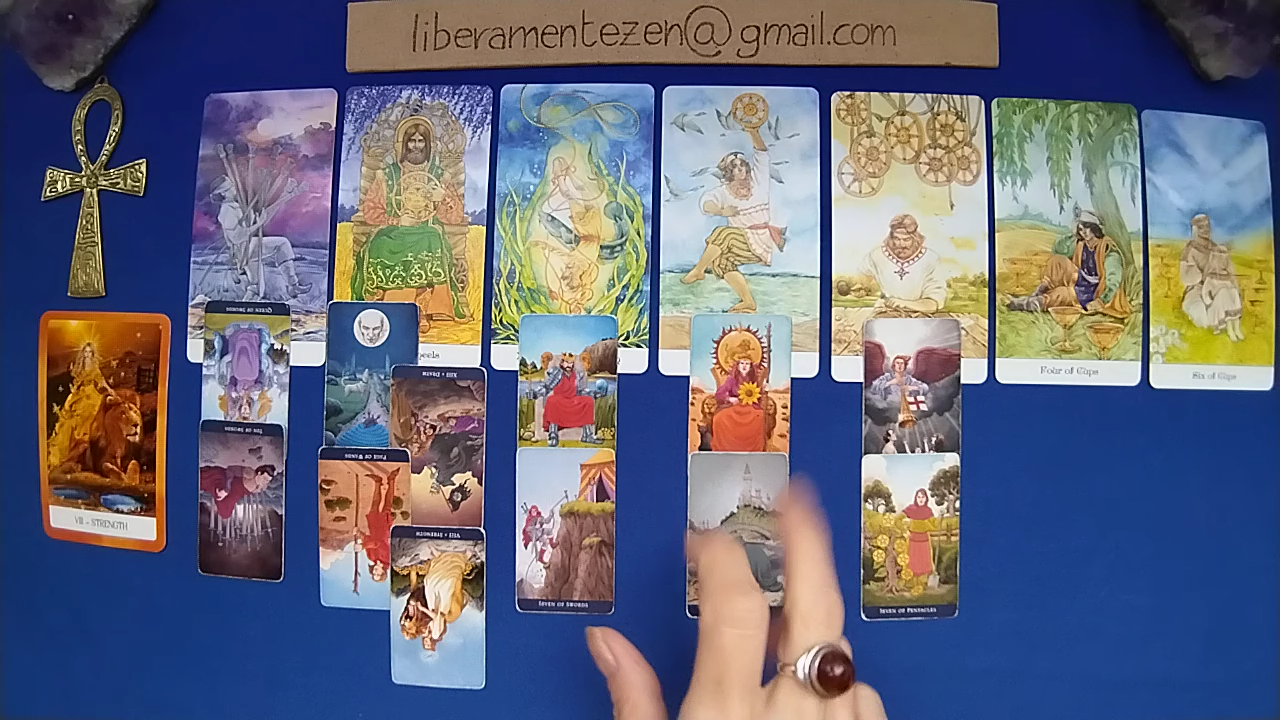 liberamentezen@gmail.com
Four of Cups
Six of Cups
Queen of Swords
XIII • Death
Ten of Swords
Page of Wands
VIII - STRENGTH
VIII • Strength
Seven of Swords
Seven of Pentacles